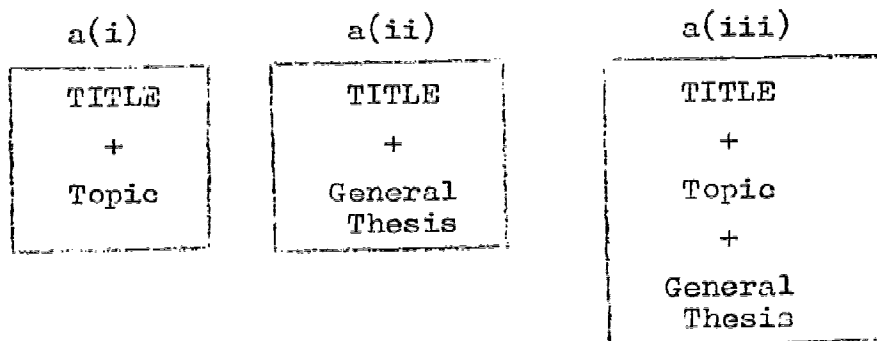 a(i)
TITLE
+
Topic
a(ii)
TITLE
+
General
Thesis
a(iii)
TITLE
+
Topic
+
General
Thesis